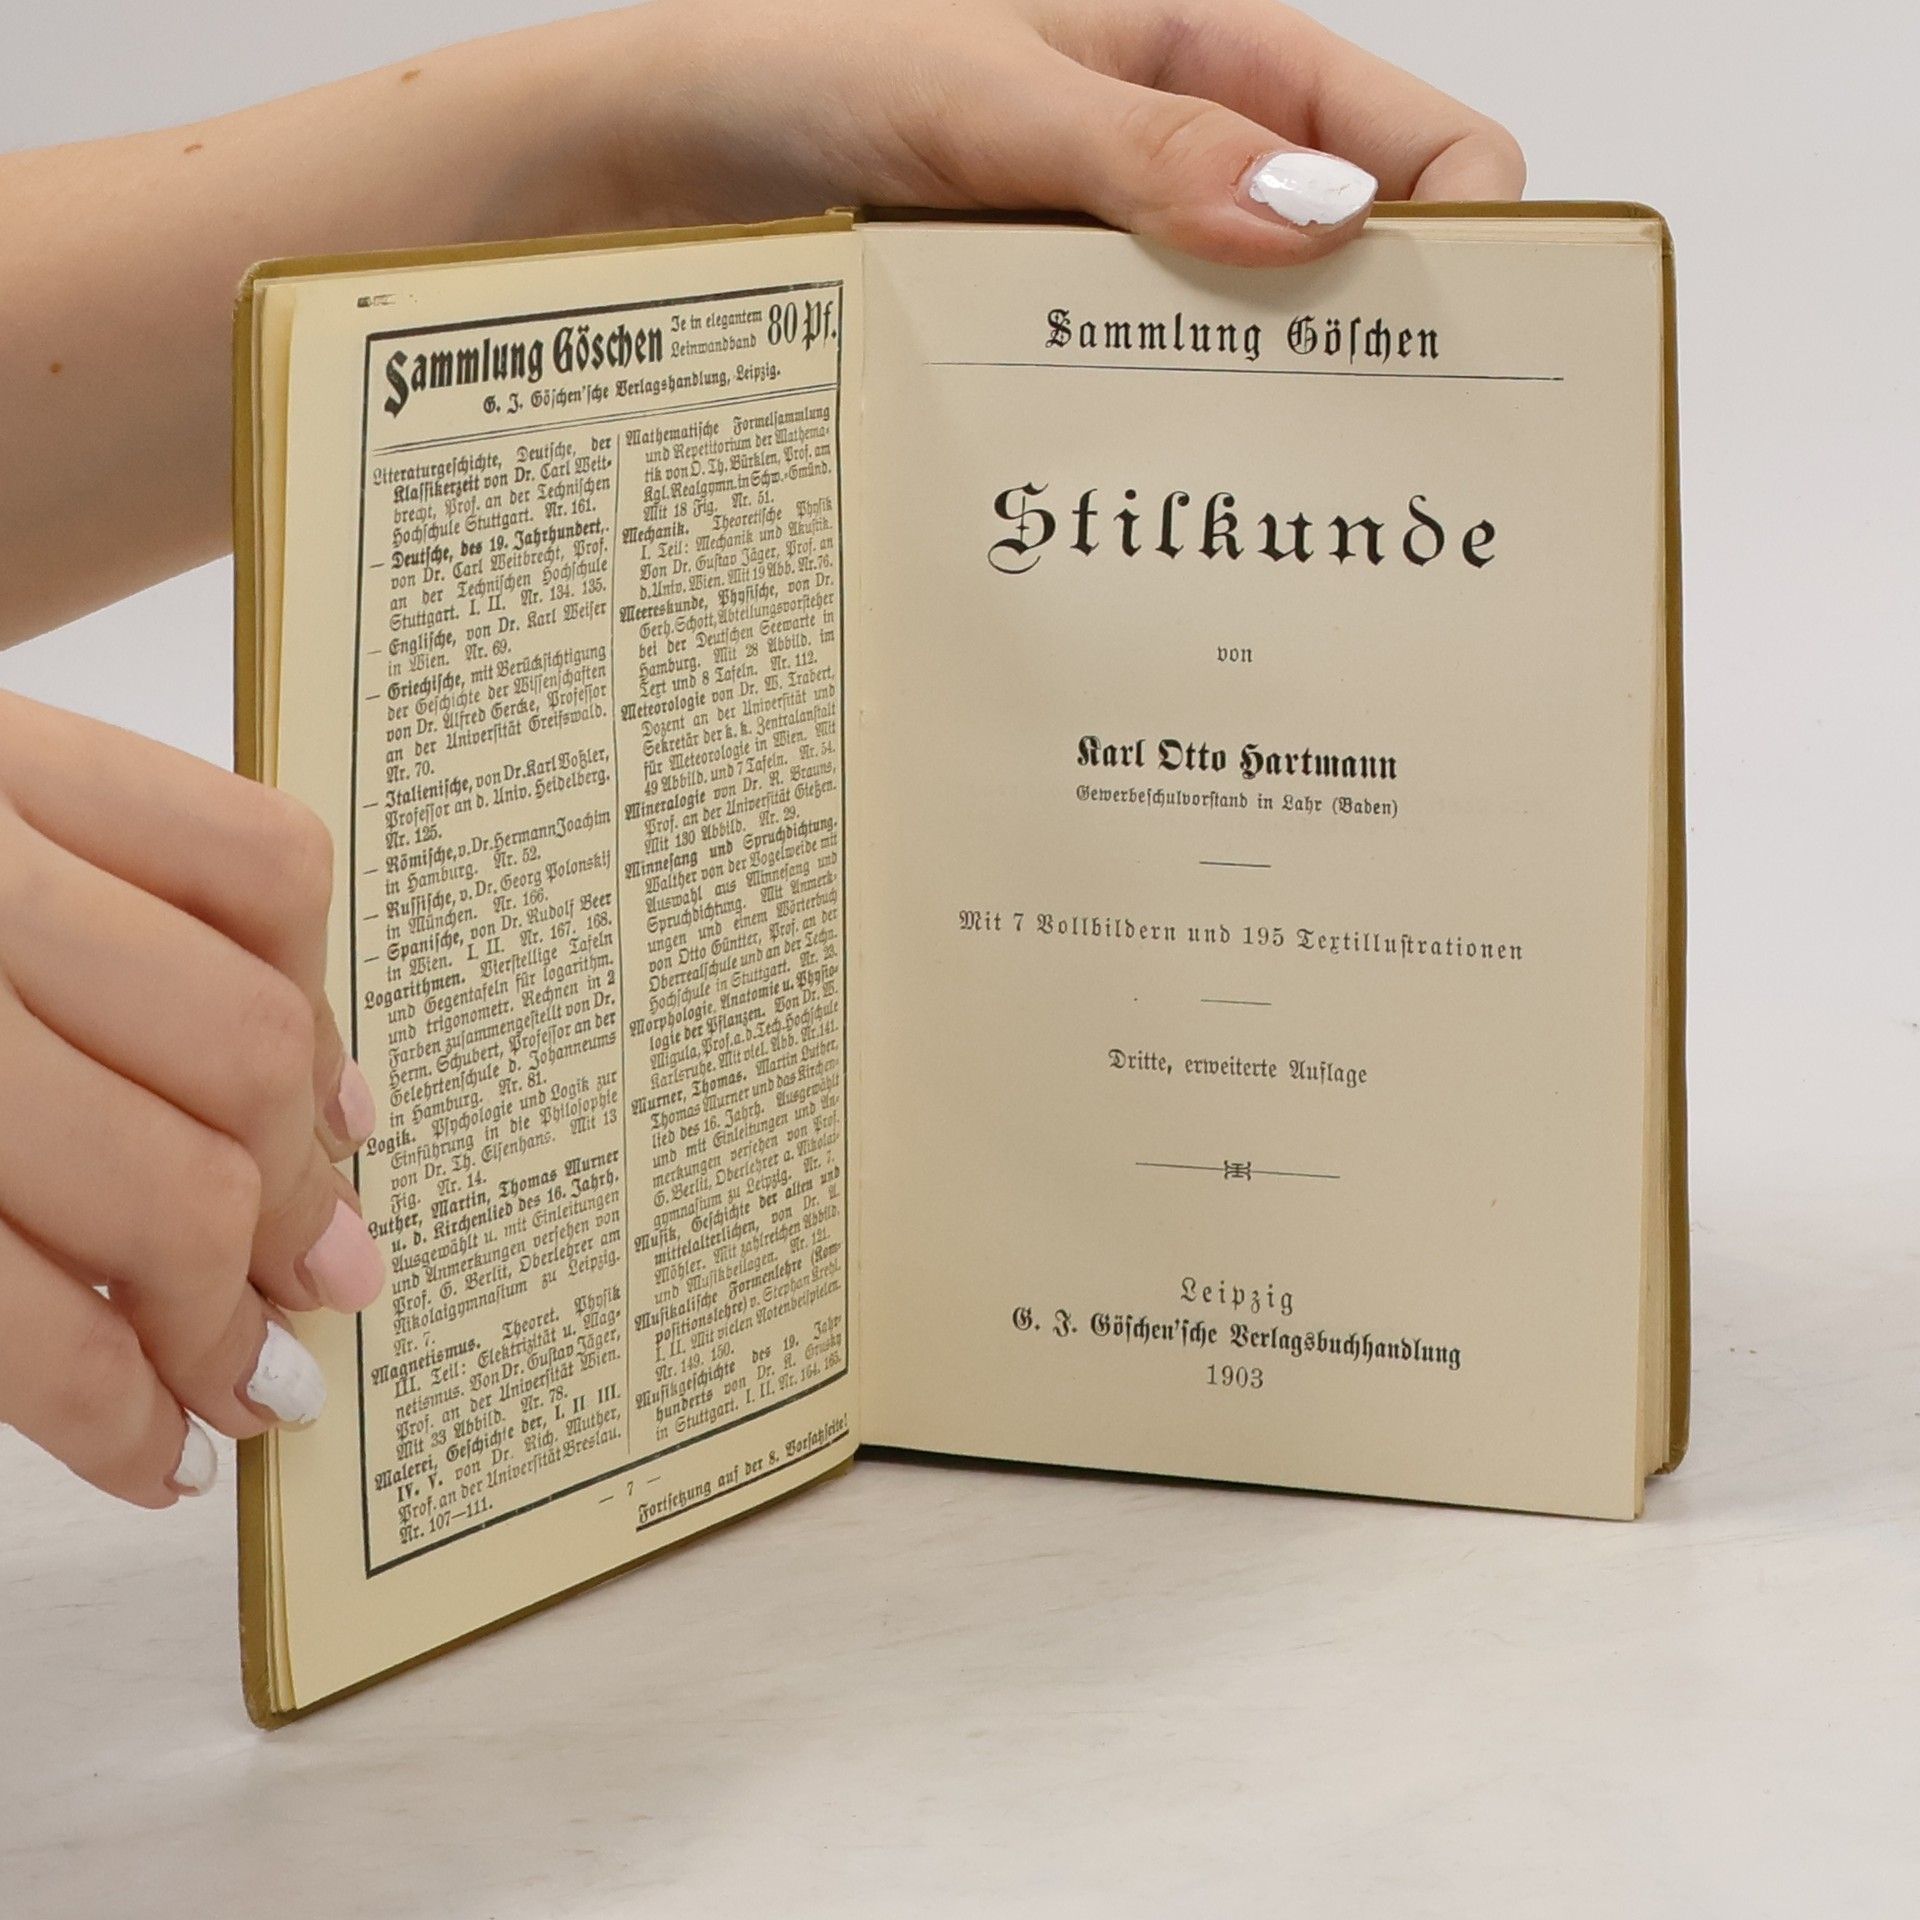 Sammlung Göschen
Je in elegantem
Leinwandband
80 Pf.
G. J. Göschen'sche Verlagshandlung, Leipzig.
Literaturgeschichte, Deutsche, der
Klassikerzeit von Dr. Carl Weit-
brecht, Prof. an der Technischen
Hochschule Stuttgart. Nr. 161.
— Deutsche, des 19. Jahrhundert,
von Dr. Carl Weitbrecht, Prof.
an der Technischen Hochschule
Stuttgart. I. II. Nr. 134. 135.
— Englische, von Dr. Karl Weiser
in Wien. Nr. 69.
— Griechische, mit Berücksichtigung
der Geschichte der Wissenschaften
von Dr. Alfred Gercke, Professor
an der Universität Greifswald.
Nr. 70.
— Italienische, von Dr. Karl Voßler,
Professor an d. Univ. Heidelberg.
Nr. 125.
— Römische, v. Dr. Hermann Joachim
in Hamburg. Nr. 52.
— Russische, v. Dr. Georg Polonskij
in München. Nr. 166.
— Spanische, von Dr. Rudolf Beer
in Wien. I. II. Nr. 167. 168.
Logarithmen. Vierstellige Tafeln
und Gegentafeln für logarithm.
und trigonometr. Rechnen in 2
Farben zusammengestellt von Dr.
Herm. Schubert, Professor an der
Gelehrtenschule d. Johanneums
in Hamburg. Nr. 81.
Logik. Psychologie und Logik zur
Einführung in die Philosophie
von Dr. Th. Elsenhans. Mit 13
Fig. Nr. 14.
Luther, Martin, Thomas Murner
u. d. Kirchenlied des 16. Jahrh.
Ausgewählt u. mit Einleitungen
und Anmerkungen versehen von
Prof. G. Berlit, Oberlehrer am
Nikolaigymnasium zu Leipzig.
Nr. 7.
Magnetismus. Theoret. Physik
III. Teil: Elektrizität u. Mag-
netismus. Von Dr. Gustav Jäger,
Prof. an der Universität Wien.
Mit 33 Abbild. Nr. 78.
Malerei, Geschichte der, I. II. III.
IV. V. von Dr. Rich. Muther,
Prof. an der Universität Breslau.
Nr. 107—111.
Mathematische Formelsammlung
und Repetitorium der Mathema-
tik von O. Th. Bürklen, Prof. am
Kgl. Realgymn. in Schw.-Gmünd.
Mit 18 Fig. Nr. 51.
Mechanik. Theoretische Physik
I. Teil: Mechanik und Akustik.
Von Dr. Gustav Jäger, Prof. an
d. Univ. Wien. Mit 19 Abb. Nr. 76.
Meereskunde, Physische, von Dr.
Gerh. Schott, Abteilungsvorsteher
bei der Deutschen Seewarte in
Hamburg. Mit 28 Abbild. im
Text und 8 Tafeln. Nr. 112.
Meteorologie von Dr. W. Trabert,
Dozent an der Universität und
Sekretär der k. k. Zentralanstalt
für Meteorologie in Wien. Mit
49 Abbild. und 7 Tafeln. Nr. 54.
Mineralogie von Dr. R. Brauns,
Prof. an der Universität Gießen.
Mit 130 Abbild. Nr. 29.
Minnesang und Spruchdichtung.
Walther von der Vogelweide mit
Auswahl aus Minnesang und
Spruchdichtung. Mit Anmerk-
ungen und einem Wörterbuch
von Otto Güntter, Prof. an der
Oberrealschule und an der Techn.
Hochschule in Stuttgart. Nr. 23.
Morphologie, Anatomie u. Physio-
logie der Pflanzen. Von Dr. W.
Migula, Prof. a. d. Tech. Hochschule
Karlsruhe. Mit viel. Abb. Nr. 141.
Murner, Thomas. Martin Luther,
Thomas Murner und das Kirchen-
lied des 16. Jahrh. Ausgewählt
und mit Einleitungen und An-
merkungen versehen von Prof.
G. Berlit, Oberlehrer a. Nikolai-
gymnasium zu Leipzig. Nr. 7.
Musik, Geschichte der alten und
mittelalterlichen, von Dr. A.
Möhler. Mit zahlreichen Abbild.
und Musikbeilagen. Nr. 121.
Musikalische Formenlehre (Kom-
positionslehre) v. Stephan Krehl.
I. II. Mit vielen Notenbeispielen.
Nr. 149. 150.
Musikgeschichte des 19. Jahr-
hunderts von Dr. K. Grunsky
in Stuttgart. I. II. Nr. 164. 165.
— 7 —
Fortsetzung auf der 8. Vorsatzseite!
Sammlung Göschen
Stilkunde
von
Karl Otto Hartmann
Gewerbeschulvorstand in Lahr (Baden)
Mit 7 Vollbildern und 195 Textillustrationen
Dritte, erweiterte Auflage
Leipzig
G. J. Göschen'sche Verlagsbuchhandlung
1903